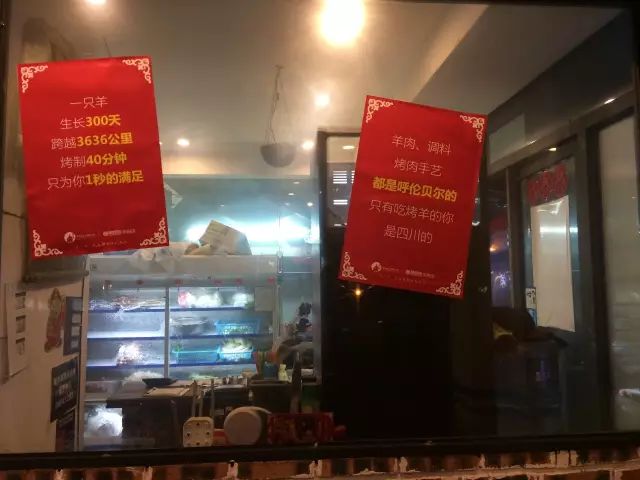 一只羊
生长300天
跨越3636公里
烤制40分钟
只为你1秒的满足
羊肉、调料
烤肉手艺
都是呼伦贝尔的
只有吃烤羊的你
是四川的